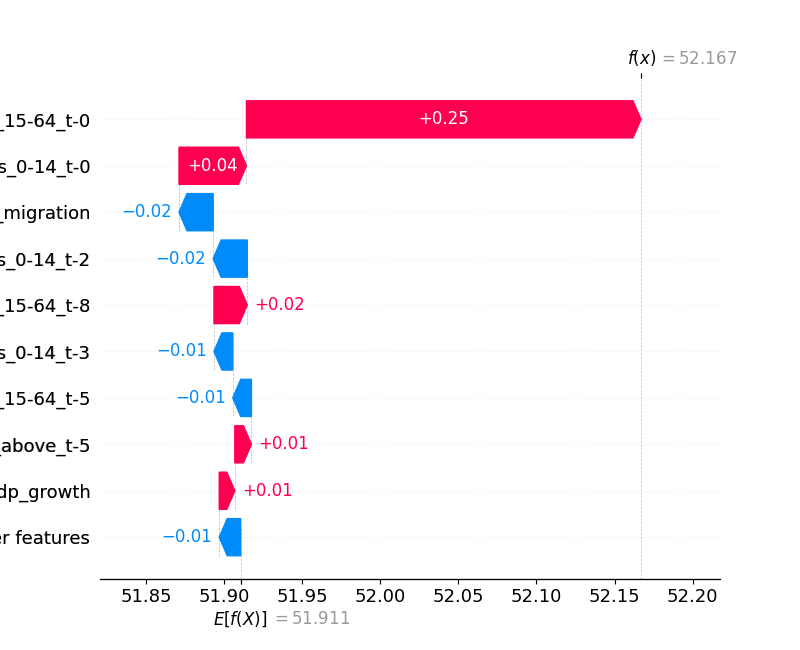 f(x) = 52.167
_15-64_t-0
+0.25
s_0-14_t-0
+0.04
_migration
−0.02
s_0-14_t-2
−0.02
_15-64_t-8
+0.02
s_0-14_t-3
−0.01
_15-64_t-5
−0.01
_above_t-5
+0.01
dp_growth
+0.01
er features
−0.01
51.85 51.90 51.95 52.00 52.05 52.10 52.15 52.20
E[f(X)] = 51.911